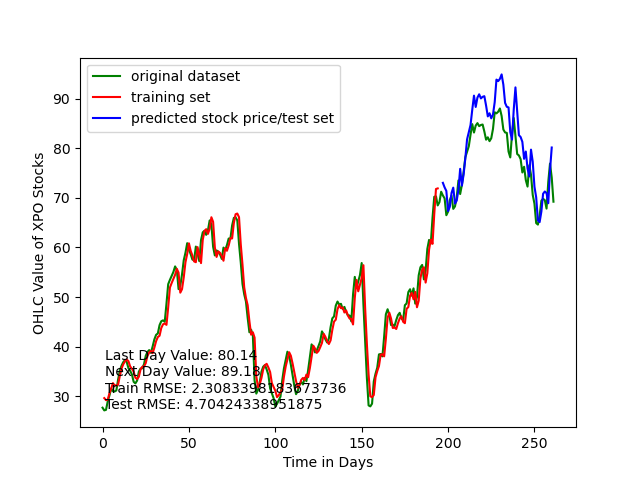 original dataset
training set
predicted stock price/test set
90
80
70
60
50
40
30
OHLC Value of XPO Stocks
Last Day Value: 80.14
Next Day Value: 89.18
Train RMSE: 2.3083398183673736
Test RMSE: 4.70424338951875
0 50 100 150 200 250
Time in Days